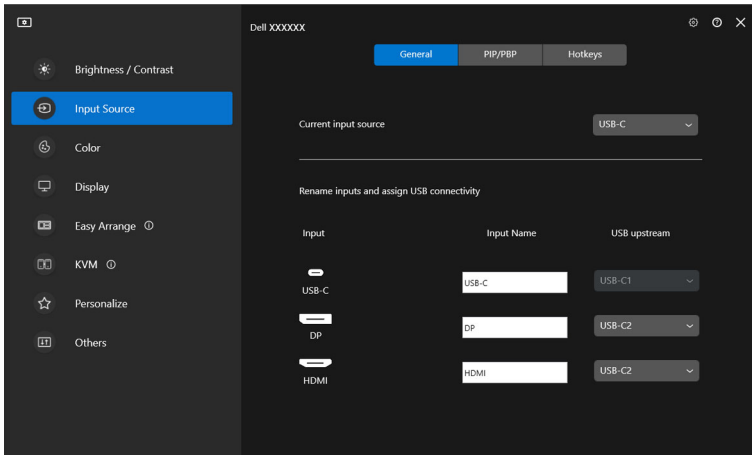 Dell XXXXXX
General PIP/PBP Hotkeys
Brightness / Contrast
Input Source
Color
Display
Easy Arrange
KVM
Personalize
Others
Current input source USB-C
Rename inputs and assign USB connectivity
Input Input Name USB upstream
USB-C USB-C USB-C1
DP DP USB-C2
HDMI HDMI USB-C2